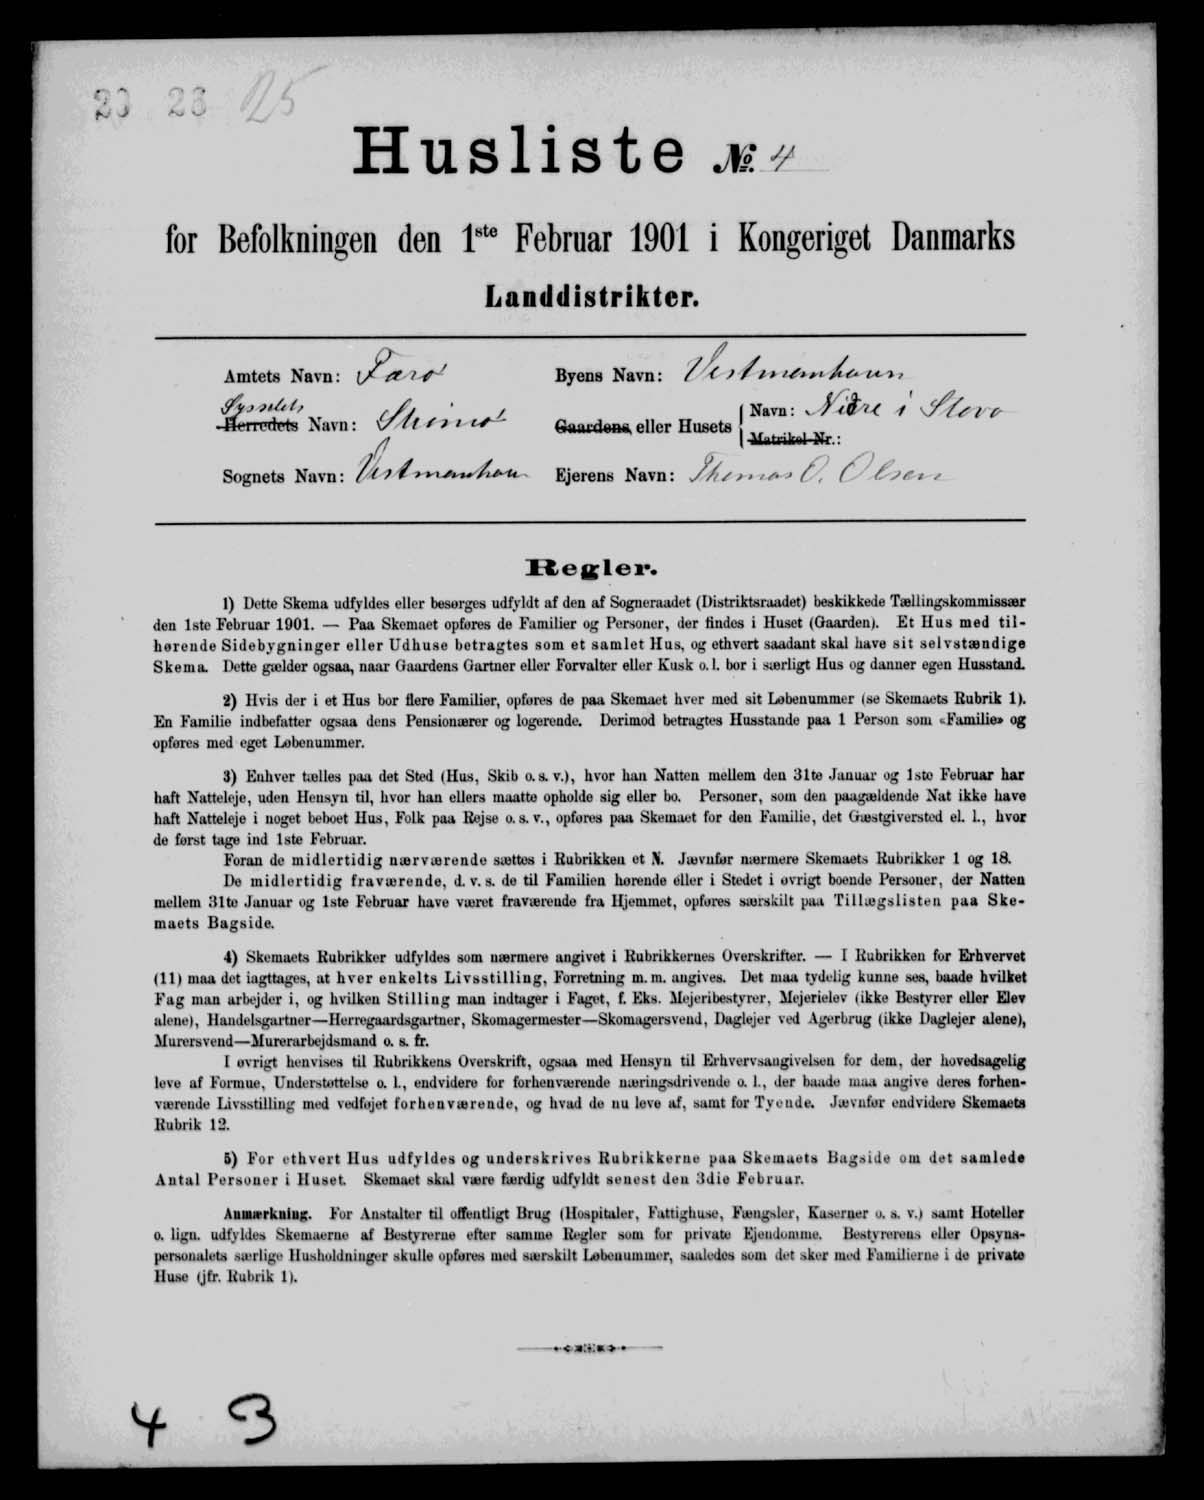 20 26 25
Husliste №. 4
for Befolkningen den 1ste Februar 1901 i Kongeriget Danmarks
Landdistrikter.
Amtets Navn: Færø
Byens Navn: Vestmanhavn
Sysselets
Herredets Navn: Strömö
Gaardens eller Husets
Navn: Niðre i Stovo
Matrikel-Nr.:
Sognets Navn: Vestmanhavn
Ejerens Navn: Thomas O. Olsen
Regler.
1) Dette Skema udfyldes eller besørges udfyldt af den af Sogneraadet (Distriktsraadet) beskikkede Tællingskommissær
den 1ste Februar 1901. — Paa Skemaet opføres de Familier og Personer, der findes i Huset (Gaarden). Et Hus med til-
hørende Sidebygninger eller Udhuse betragtes som et samlet Hus, og ethvert saadant skal have sit selvstændige
Skema. Dette gælder ogsaa, naar Gaardens Gartner eller Forvalter eller Kusk o. l. bor i særligt Hus og danner egen Husstand.
2) Hvis der i et Hus bor flere Familier, opføres de paa Skemaet hver med sit Løbenummer (se Skemaets Rubrik 1).
En Familie indbefatter ogsaa dens Pensionærer og logerende. Derimod betragtes Husstande paa 1 Person som «Familie» og
opføres med eget Løbenummer.
3) Enhver tælles paa det Sted (Hus, Skib o. s. v.), hvor han Natten mellem den 31te Januar og 1ste Februar har
haft Natteleje, uden Hensyn til, hvor han ellers maatte opholde sig eller bo. Personer, som den paagældende Nat ikke have
haft Natteleje i noget beboet Hus, Folk paa Rejse o. s. v., opføres paa Skemaet for den Familie, det Gæstgiversted el. l., hvor
de først tage ind 1ste Februar.
Foran de midlertidig nærværende sættes i Rubrikken et N. Jævnfør nærmere Skemaets Rubrikker 1 og 18.
De midlertidig fraværende, d. v. s. de til Familien hørende eller i Stedet i øvrigt boende Personer, der Natten
mellem 31te Januar og 1ste Februar have været fraværende fra Hjemmet, opføres særskilt paa Tillægslisten paa Ske-
maets Bagside.
4) Skemaets Rubrikker udfyldes som nærmere angivet i Rubrikkernes Overskrifter. — I Rubrikken for Erhvervet
(11) maa det iagttages, at hver enkelts Livsstilling, Forretning m. m. angives. Det maa tydelig kunne ses, baade hvilket
Fag man arbejder i, og hvilken Stilling man indtager i Faget, f. Eks. Mejeribestyrer, Mejerielev (ikke Bestyrer eller Elev
alene), Handelsgartner—Herregaardsgartner, Skomagermester—Skomagersvend, Daglejer ved Agerbrug (ikke Daglejer alene),
Murersvend—Murerarbejdsmand o. s. fr.
I øvrigt henvises til Rubrikkens Overskrift, ogsaa med Hensyn til Erhvervsangivelsen for dem, der hovedsagelig
leve af Formue, Understøttelse o. l., endvidere for forhenværende næringsdrivende o. l., der baade maa angive deres forhen-
værende Livsstilling med vedføjet forhenværende, og hvad de nu leve af, samt for Tyende. Jævnfør endvidere Skemaets
Rubrik 12.
5) For ethvert Hus udfyldes og underskrives Rubrikkerne paa Skemaets Bagside om det samlede
Antal Personer i Huset. Skemaet skal være færdig udfyldt senest den 3die Februar.
Anmærkning. For Anstalter til offentligt Brug (Hospitaler, Fattighuse, Fængsler, Kaserner o. s. v.) samt Hoteller
o. lign. udfyldes Skemaerne af Bestyrerne efter samme Regler som for private Ejendomme. Bestyrerens eller Opsyns-
personalets særlige Husholdninger skulle opføres med særskilt Løbenummer, saaledes som det sker med Familierne i de private
Huse (jfr. Rubrik 1).
4 3